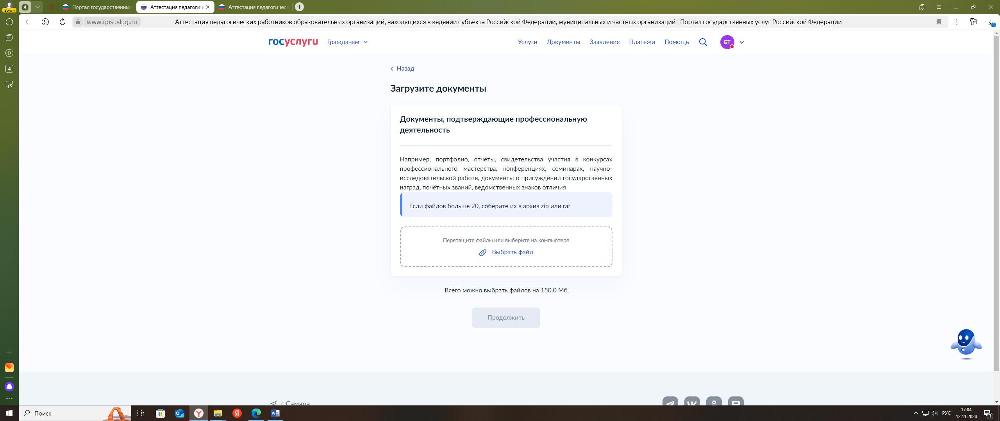 Войти
4
Портал государственных
Аттестация педагогич
Аттестация педагогическ
www.gosuslugi.ru
Аттестация педагогических работников образовательных организаций, находящихся в ведении субъекта Российской Федерации, муниципальных и частных организаций | Портал государственных услуг Российской Федерации
4
4
госуслуги
Гражданам
Услуги
Документы
Заявления
Платежи
Помощь
БТ
Назад
Загрузите документы
Документы, подтверждающие профессиональную
деятельность
Например, портфолио, отчёты, свидетельства участия в конкурсах
профессионального мастерства, конференциях, семинарах, научно-
исследовательской работе, документы о присуждении государственных
наград, почётных званий, ведомственных знаков отличия
Если файлов больше 20, соберите их в архив zip или rar
Перетащите файлы или выберите на компьютере
Выбрать файл
Всего можно выбрать файлов на 150.0 Мб
Продолжить
г Самара
Поиск
РУС
17:04
12.11.2024
1